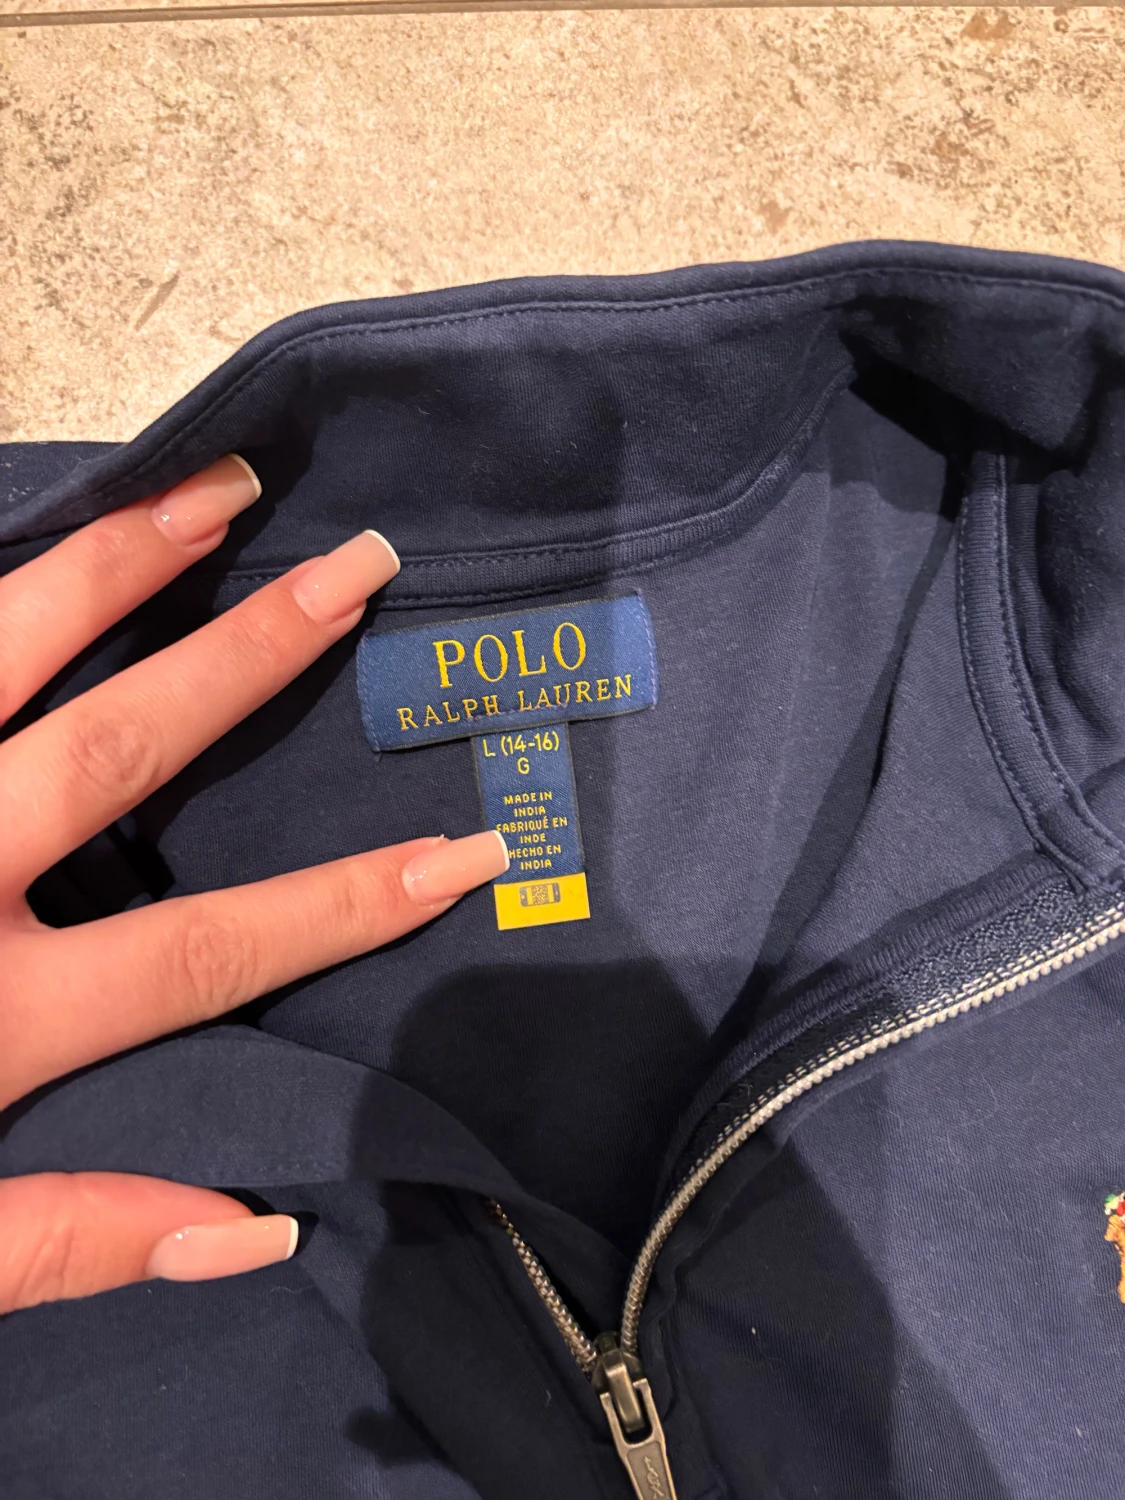 POLO
RALPH LAUREN
L (14-16)
G
MADE IN
INDIA
FABRIQUÉ EN
INDE
HECHO EN
INDIA